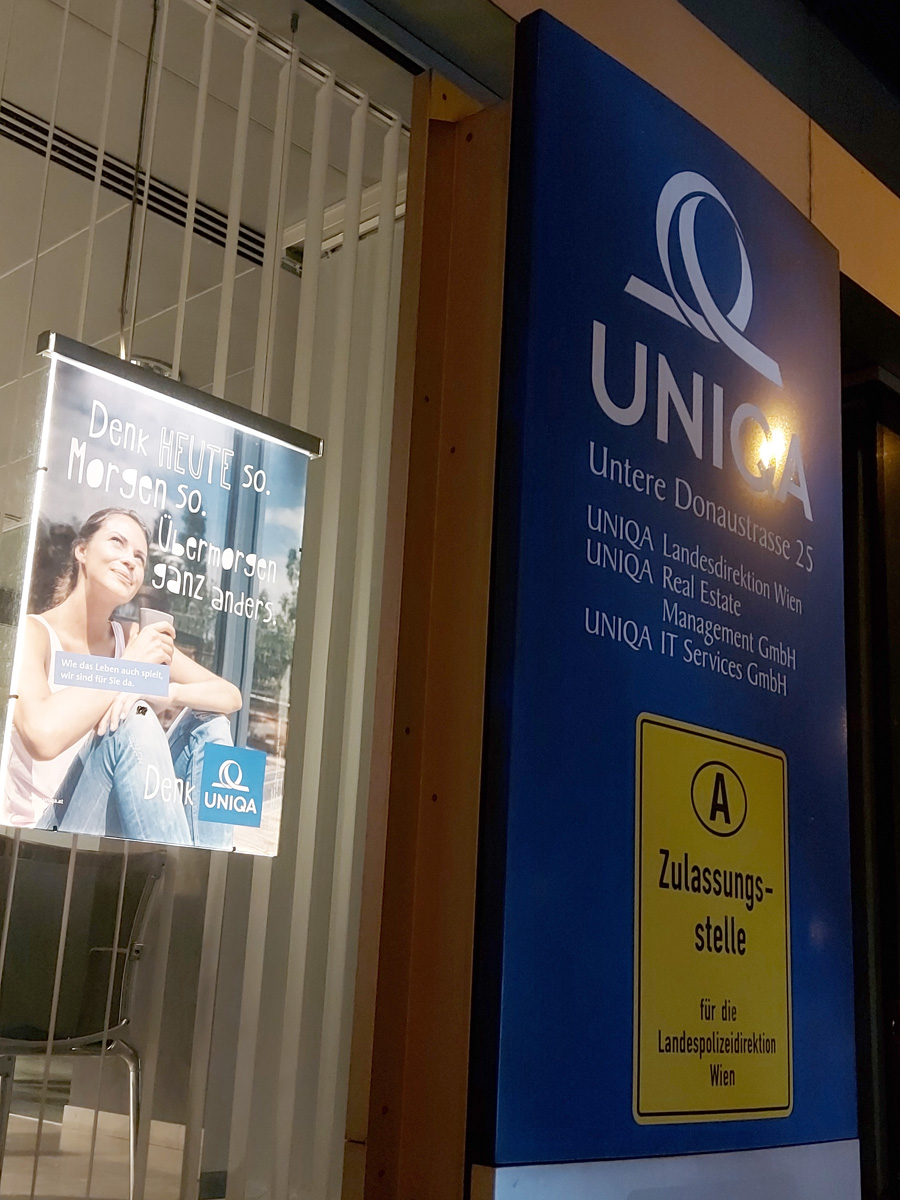 Denk HEUTE so.
Morgen so.
Übermorgen
ganz anders.
Wie das Leben auch spielt,
wir sind für Sie da.
Denk
UNIQA
UNIQA
Untere Donaustrasse 25
UNIQA Landesdirektion Wien
UNIQA Real Estate
Management GmbH
UNIQA IT Services GmbH
A
Zulassungs-
stelle
für die
Landespolizeidirektion
Wien